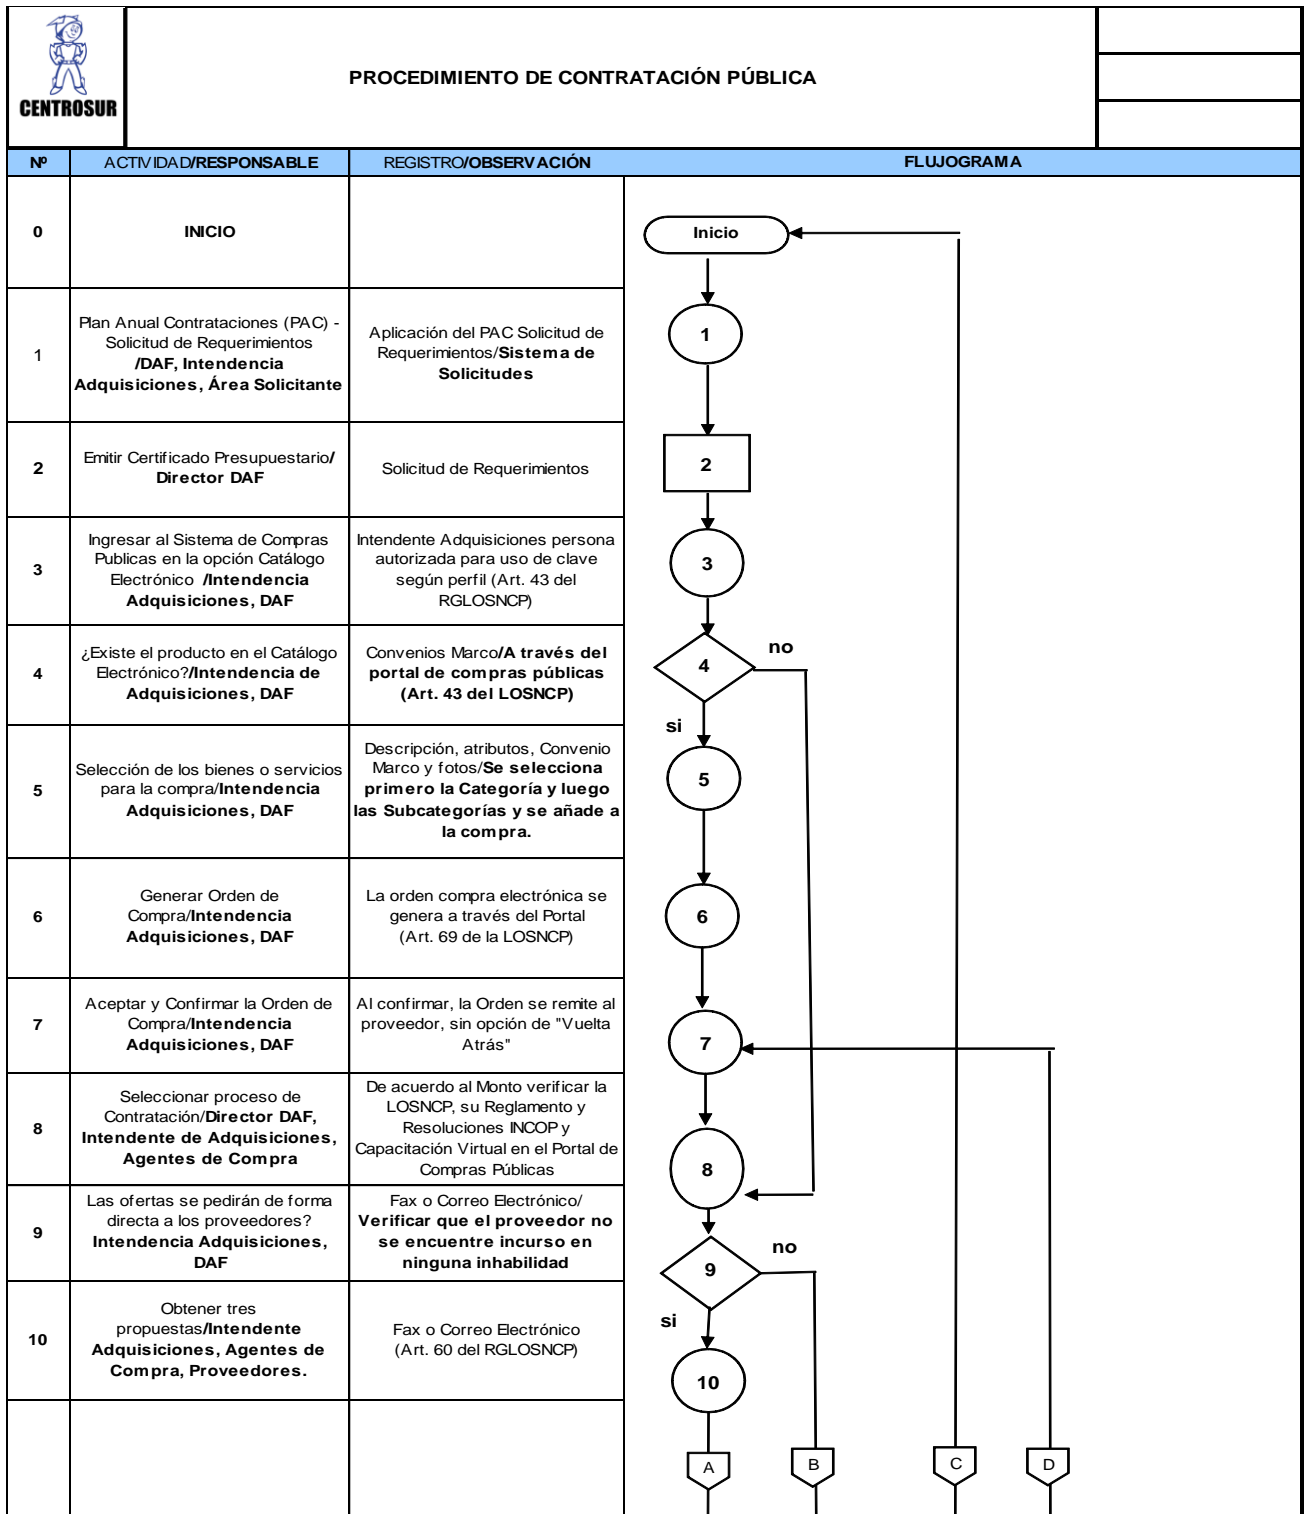 CENTROSUR
PROCEDIMIENTO DE CONTRATACIÓN PÚBLICA
Nº ACTIVIDAD/RESPONSABLE REGISTRO/OBSERVACIÓN FLUJOGRAMA
0
INICIO
Inicio
1
Plan Anual Contrataciones (PAC) -
Solicitud de Requerimientos
/DAF, Intendencia
Adquisiciones, Área Solicitante
Aplicación del PAC Solicitud de
Requerimientos/Sistema de
Solicitudes
1
2
Emitir Certificado Presupuestario/
Director DAF
Solicitud de Requerimientos
2
3
Ingresar al Sistema de Compras
Publicas en la opción Catálogo
Electrónico /Intendencia
Adquisiciones, DAF
Intendente Adquisiciones persona
autorizada para uso de clave
según perfil (Art. 43 del
RGLOSNCP)
3
4
¿Existe el producto en el Catálogo
Electrónico?/Intendencia de
Adquisiciones, DAF
Convenios Marco/A través del
portal de compras públicas
(Art. 43 del LOSNCP)
4
no
si
5
Selección de los bienes o servicios
para la compra/Intendencia
Adquisiciones, DAF
Descripción, atributos, Convenio
Marco y fotos/Se selecciona
primero la Categoría y luego
las Subcategorías y se añade a
la compra.
5
6
Generar Orden de
Compra/Intendencia
Adquisiciones, DAF
La orden compra electrónica se
genera a través del Portal
(Art. 69 de la LOSNCP)
6
7
Aceptar y Confirmar la Orden de
Compra/Intendencia
Adquisiciones, DAF
Al confirmar, la Orden se remite al
proveedor, sin opción de "Vuelta
Atrás"
7
8
Seleccionar proceso de
Contratación/Director DAF,
Intendente de Adquisiciones,
Agentes de Compra
De acuerdo al Monto verificar la
LOSNCP, su Reglamento y
Resoluciones INCOP y
Capacitación Virtual en el Portal de
Compras Públicas
8
9
Las ofertas se pedirán de forma
directa a los proveedores?
Intendencia Adquisiciones,
DAF
Fax o Correo Electrónico/
Verificar que el proveedor no
se encuentre incurso en
ninguna inhabilidad
9
no
si
10
Obtener tres
propuestas/Intendente
Adquisiciones, Agentes de
Compra, Proveedores.
Fax o Correo Electrónico
(Art. 60 del RGLOSNCP)
10
A B C D